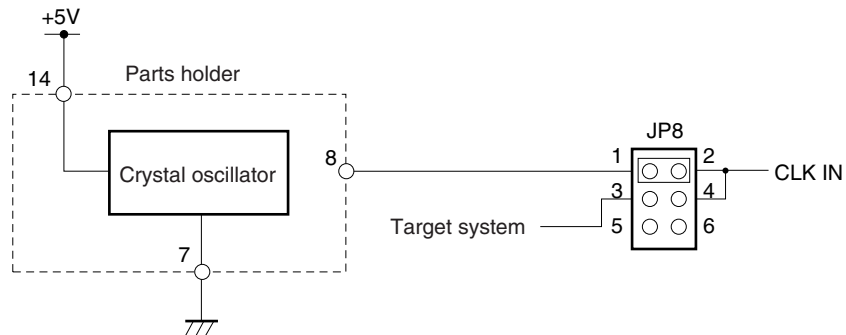 +5V
14
Parts holder
JP8
8
1
2
Crystal oscillator
CLK IN
3
4
Target system
5
6
7